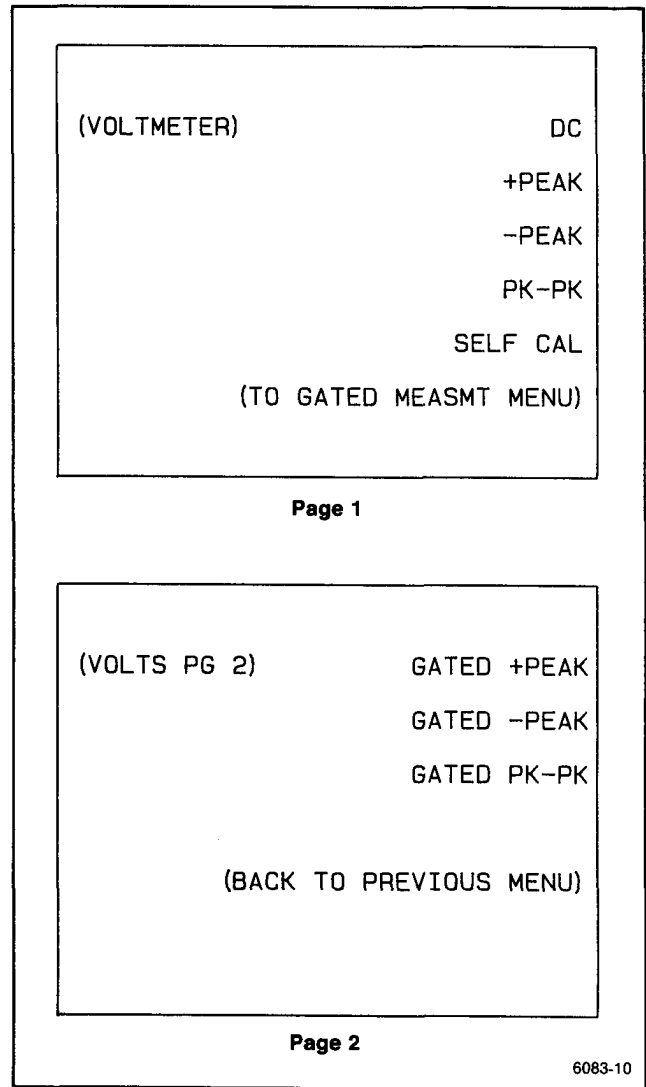 (VOLTMETER) DC
+PEAK
-PEAK
PK-PK
SELF CAL
(TO GATED MEASMT MENU)
Page 1
(VOLTS PG 2) GATED +PEAK
GATED -PEAK
GATED PK-PK
(BACK TO PREVIOUS MENU)
Page 2
6083-10